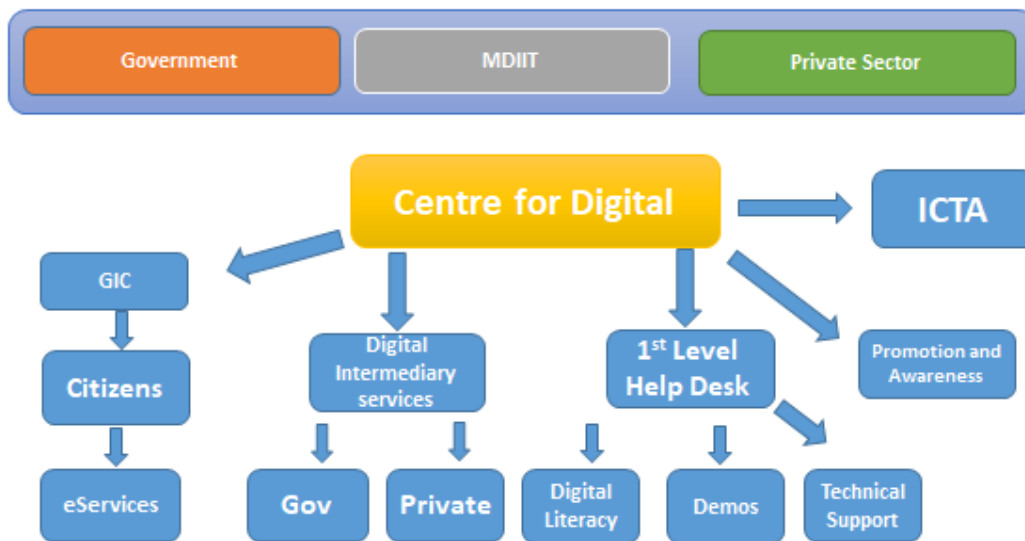 Government
MDIIT
Private Sector
Centre for Digital
ICTA
GIC
Citizens
eServices
Digital
Intermediary
services
Gov
Private
1st Level
Help Desk
Digital
Literacy
Demos
Technical
Support
Promotion and
Awareness